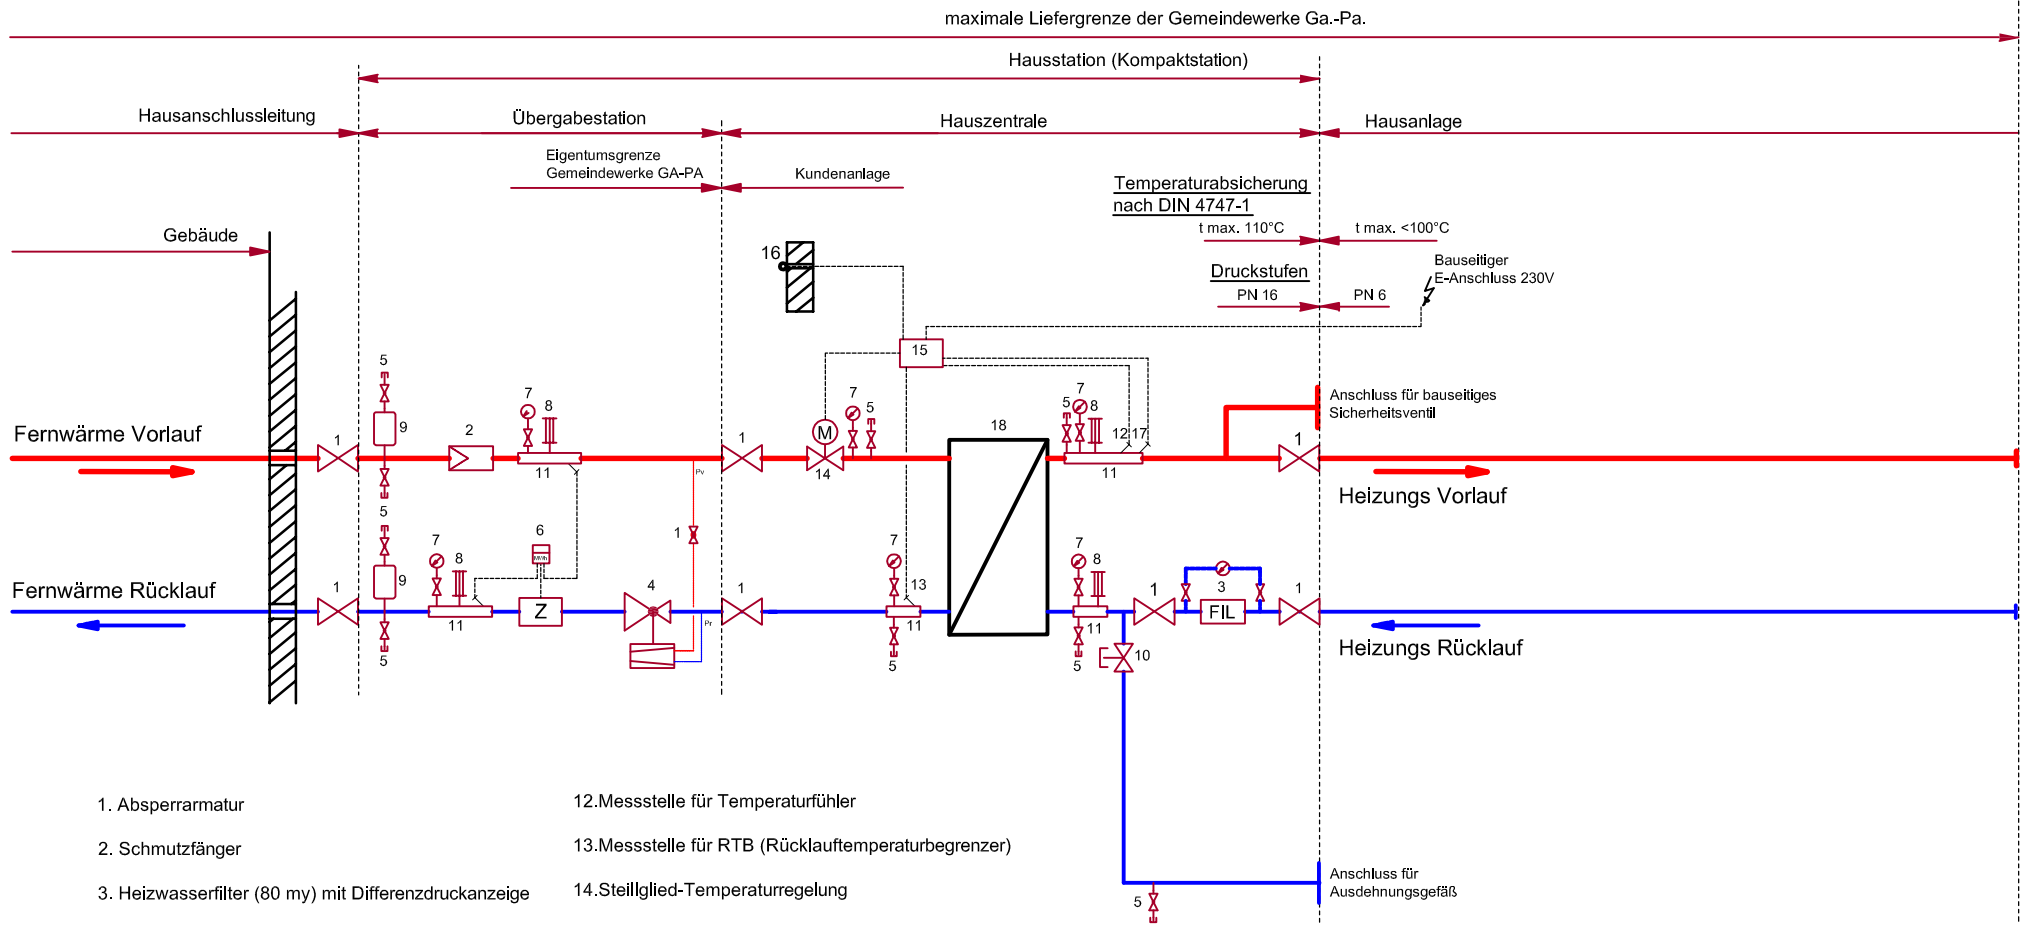 maximale Liefergrenze der Gemeindewerke Ga.-Pa.
Hausstation (Kompaktstation)
Hausanschlussleitung
Übergabestation
Hauszentrale
Hausanlage
Eigentumsgrenze
Gemeindewerke GA-PA
Kundenanlage
Temperaturabsicherung
nach DIN 4747-1
t max. 110°C
t max. <100°C
Gebäude
16
Bauseitiger
E-Anschluss 230V
Druckstufen
PN 16
PN 6
15
5
7
8
7
5
5
7
8
Anschluss für bauseitiges
Sicherheitsventil
Fernwärme Vorlauf
1
9
2
1
M
18
12
17
1
11
Pv
14
11
Heizungs Vorlauf
5
7
8
6
1
7
7
8
Fernwärme Rücklauf
1
9
MWh
4
1
13
1
3
1
Z
FIL
11
Pr
11
11
Heizungs Rücklauf
5
5
5
10
1. Absperrarmatur
2. Schmutzfänger
3. Heizwasserfilter (80 my) mit Differenzdruckanzeige
12.Messstelle für Temperaturfühler
13.Messstelle für RTB (Rücklauftemperaturbegrenzer)
14.Steillglied-Temperaturregelung
Anschluss für
Ausdehnungsgefäß
5